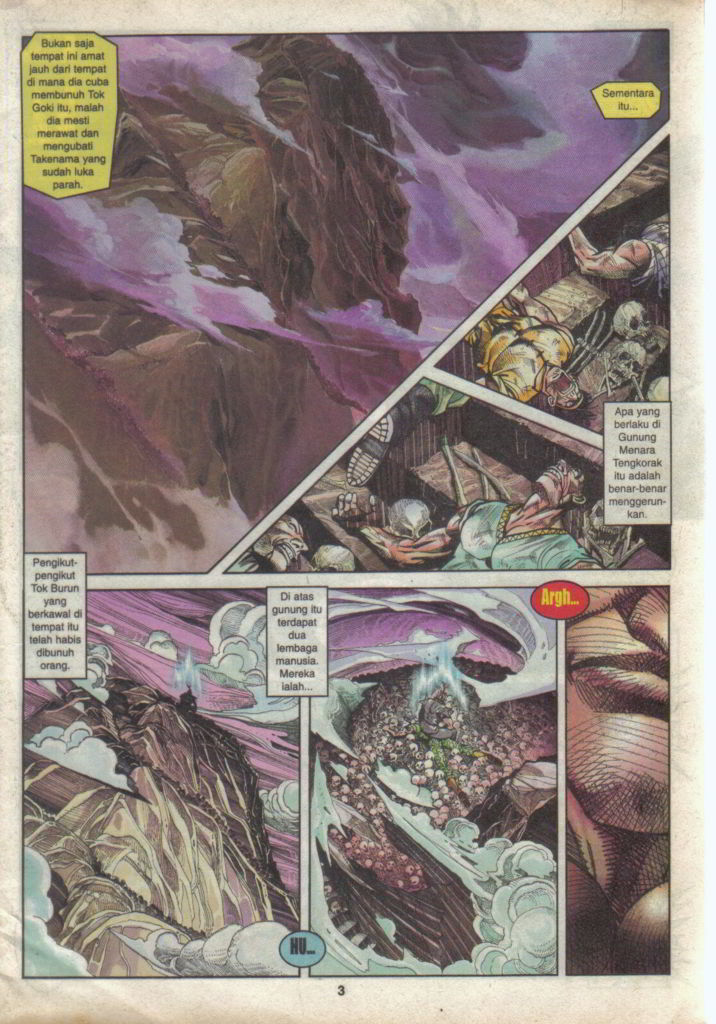 Bukan saja
tempat ini amat
jauh dari tempat
di mana dia cuba
membunuh Tok
Goki itu, malah
dia mesti
merawat dan
mengubati
Takenama yang
sudah luka
parah.
Sementara
itu...
Apa yang
berlaku di
Gunung
Menara
Tengkorak
itu adalah
benar-benar
menggerun-
kan.
Pengikut-
pengikut
Tok Burun
yang
berkawal di
tempat itu
telah habis
dibunuh
orang.
Di atas
gunung itu
terdapat
dua
lembaga
manusia.
Mereka
ialah...
Argh...
HU...
3